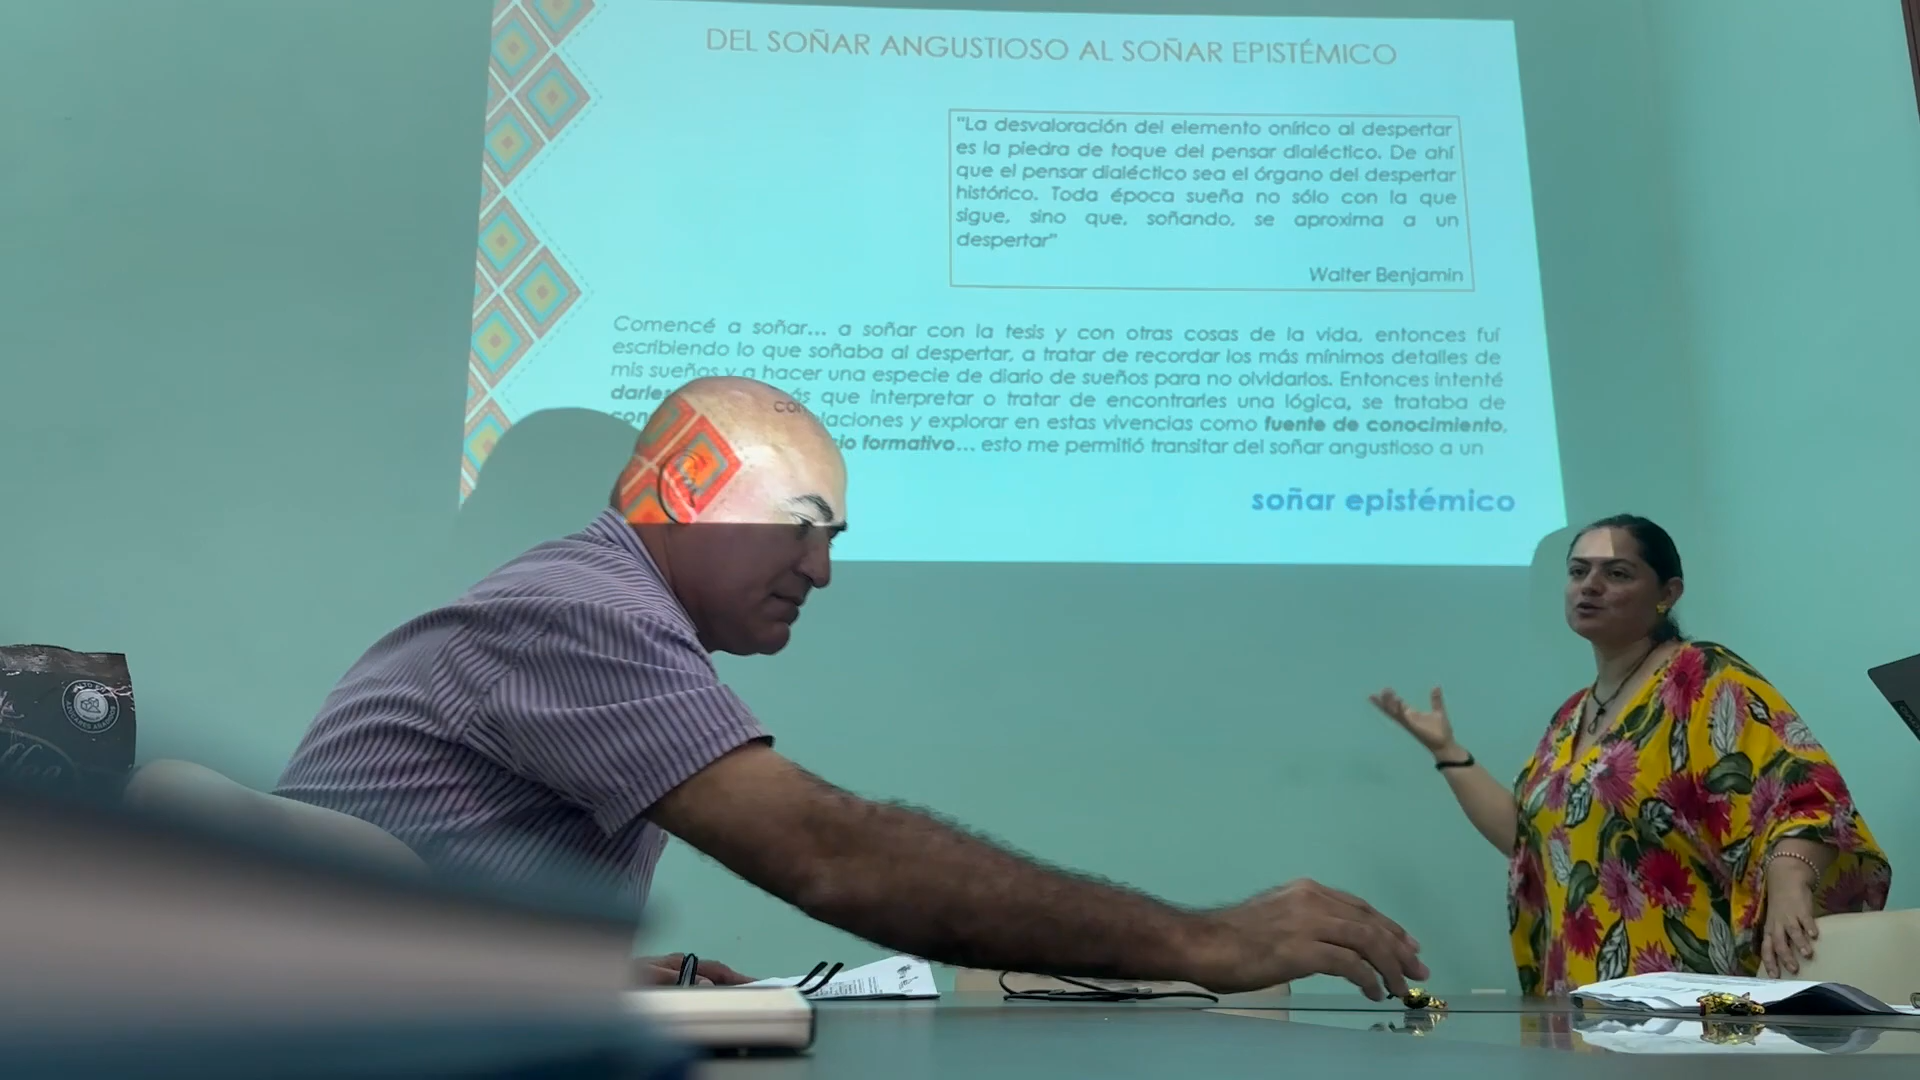 DEL SOÑAR ANGUSTIOSO AL SOÑAR EPISTÉMICO
"La desvaloración del elemento onírico al despertar
es la piedra de toque del pensar dialéctico. De ahí
que el pensar dialéctico sea el órgano del despertar
histórico. Toda época sueña no sólo con la que
sigue, sino que, soñando, se aproxima a un
despertar"
Walter Benjamin
Comencé a soñar... a soñar con la tesis y con otras cosas de la vida, entonces fui
escribiendo lo que soñaba al despertar, a tratar de recordar los más mínimos detalles de
mis sueños y a hacer una especie de diario de sueños para no olvidarlos. Entonces intenté
que interpretar o tratar de encontrarles una lógica, se trataba de
y explorar en estas vivencias como fuente de conocimiento,
formativo... esto me permitió transitar del soñar angustioso a un
soñar epistémico
AZÚCARES AÑADIDOS